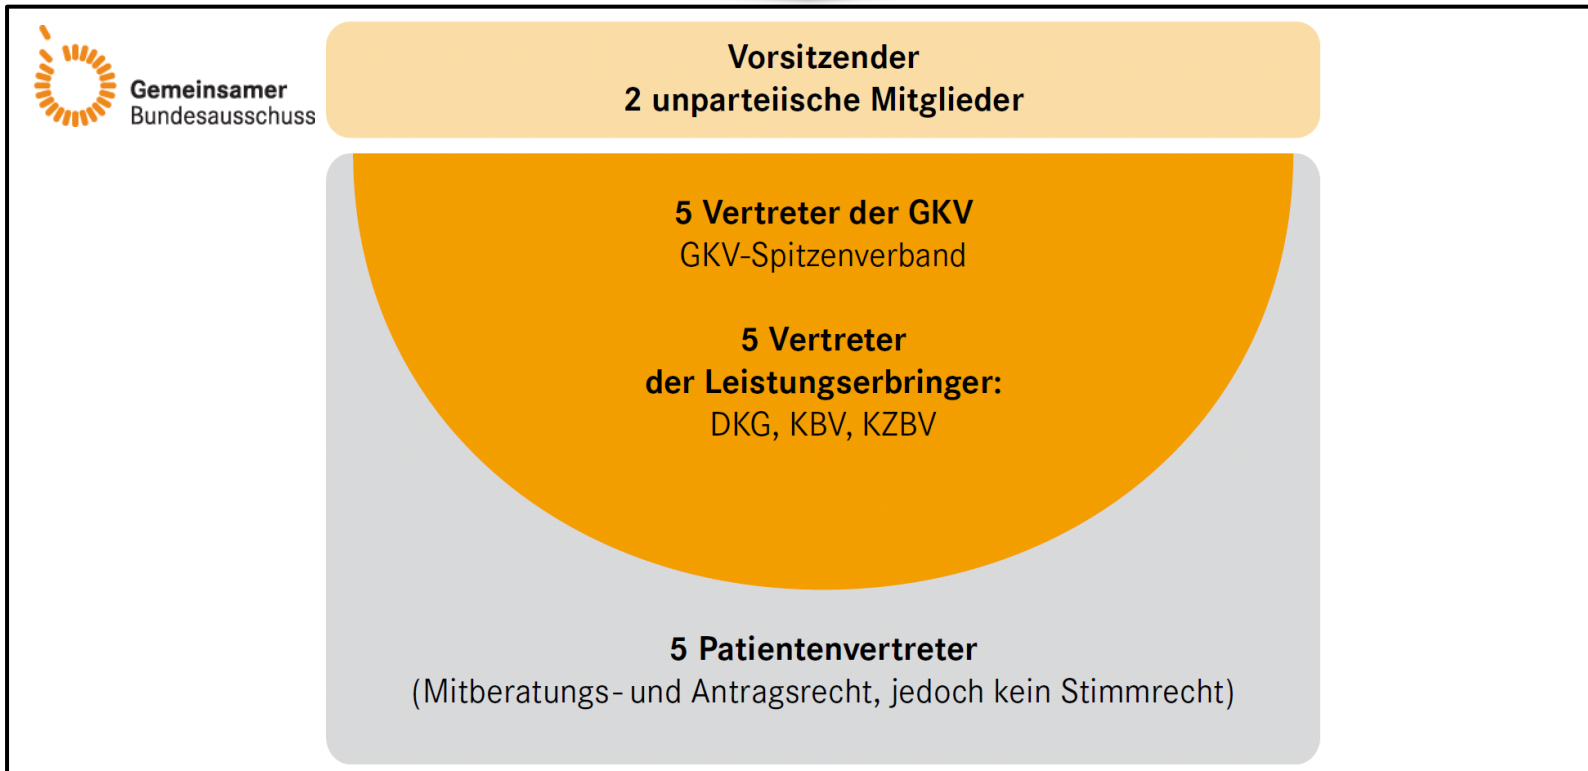 Gemeinsamer
Bundesausschuss
Vorsitzender
2 unparteiische Mitglieder
5 Vertreter der GKV
GKV-Spitzenverband
5 Vertreter
der Leistungserbringer:
DKG, KBV, KZBV
5 Patientenvertreter
(Mitberatungs- und Antragsrecht, jedoch kein Stimmrecht)